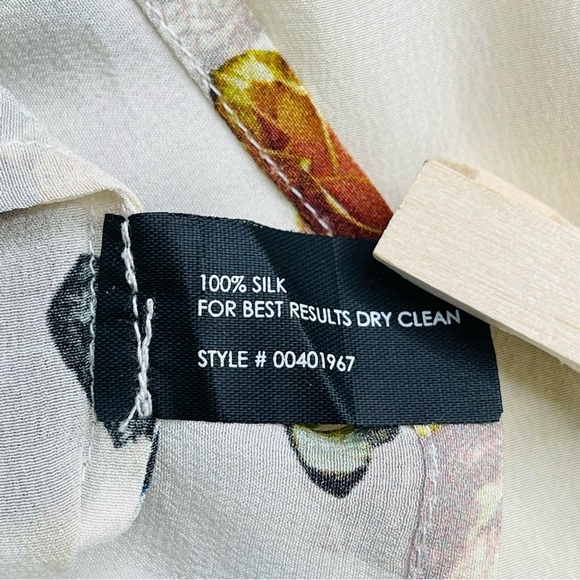 100% SILK
FOR BEST RESULTS DRY CLEAN
STYLE # 00401967